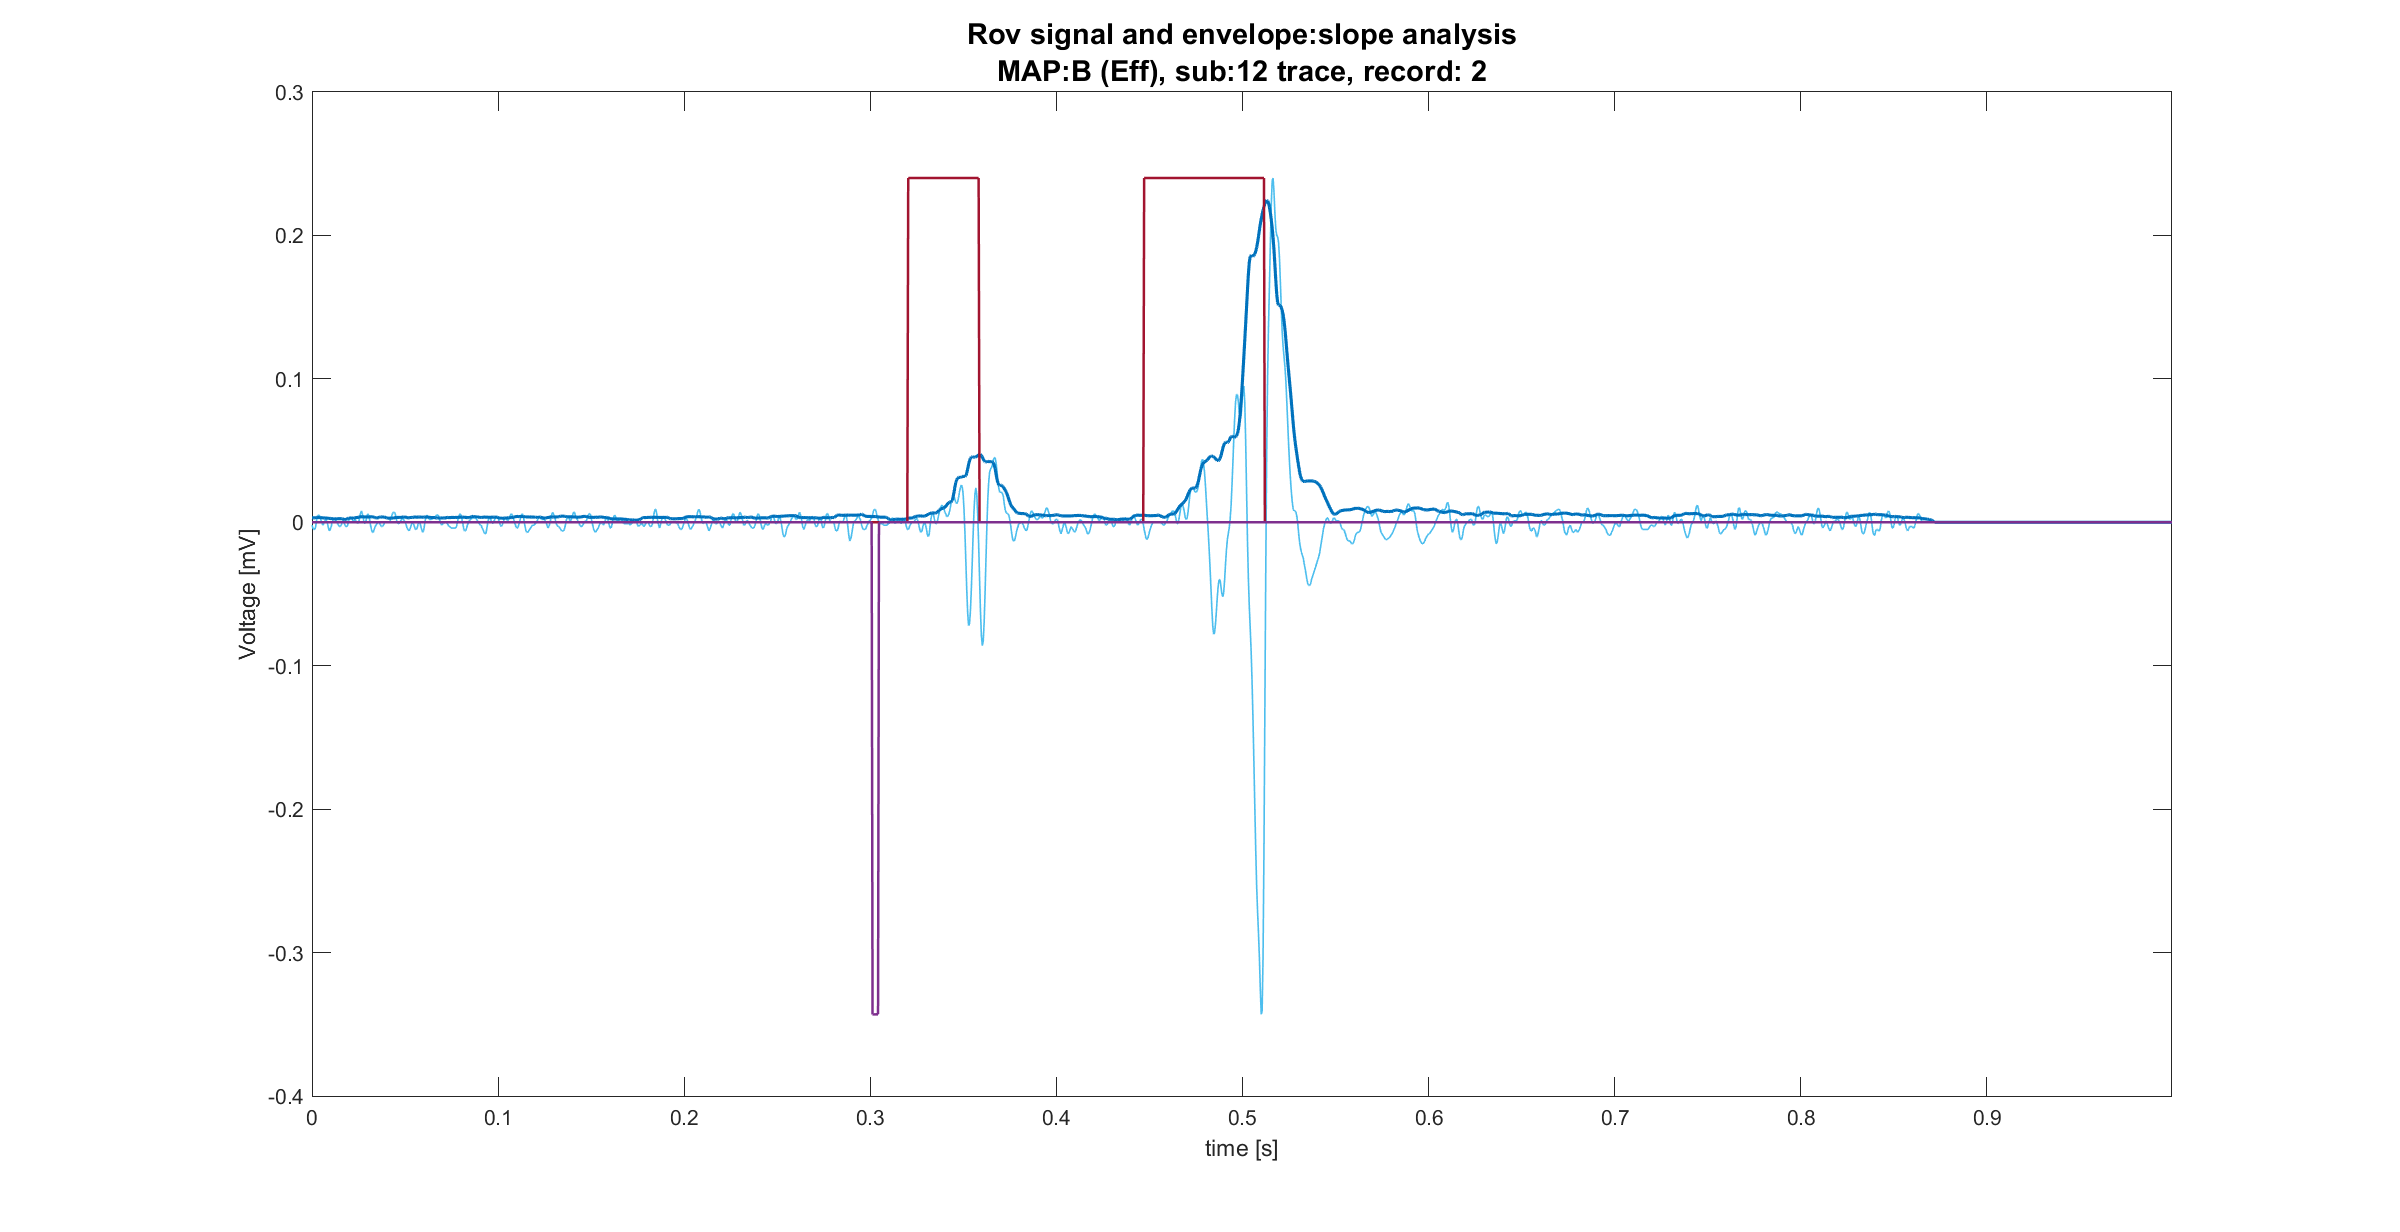 Rov signal and envelope:slope analysis
MAP:B (Eff), sub:12 trace, record: 2
0.3
0.2
0.1
0
-0.1
-0.2
-0.3
-0.4
Voltage [mV]
0 0.1 0.2 0.3 0.4 0.5 0.6 0.7 0.8 0.9
time [s]